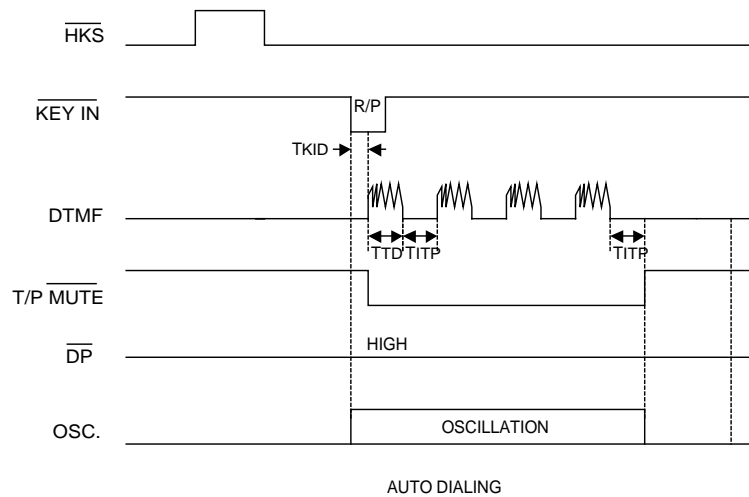 HKS
KEY IN
R/P
TKID
DTMF
TTD
TITP
TITP
T/P MUTE
DP
HIGH
OSC.
OSCILLATION
AUTO DIALING